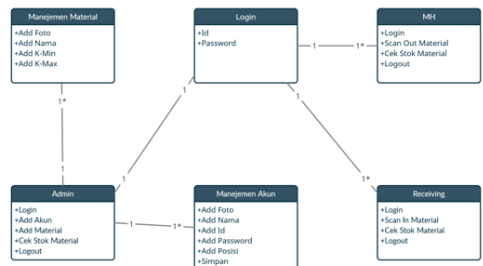 Manejemen Material
+Add Foto
+Add Nama
+Add K-Min
+Add K-Max
Login
+Id
+Password
MH
+Login
+Scan Out Material
+Cek Stok Material
+Logout
1
1*
1*
1
1
1
1
1*
Admin
+Login
+Add Akun
+Add Material
+Cek Stok Material
+Logout
1
1*
Manejemen Akun
+Add Foto
+Add Nama
+Add Id
+Add Password
+Add Posisi
+Simpan
Receiving
+Login
+Scan In Material
+Cek Stok Material
+Logout